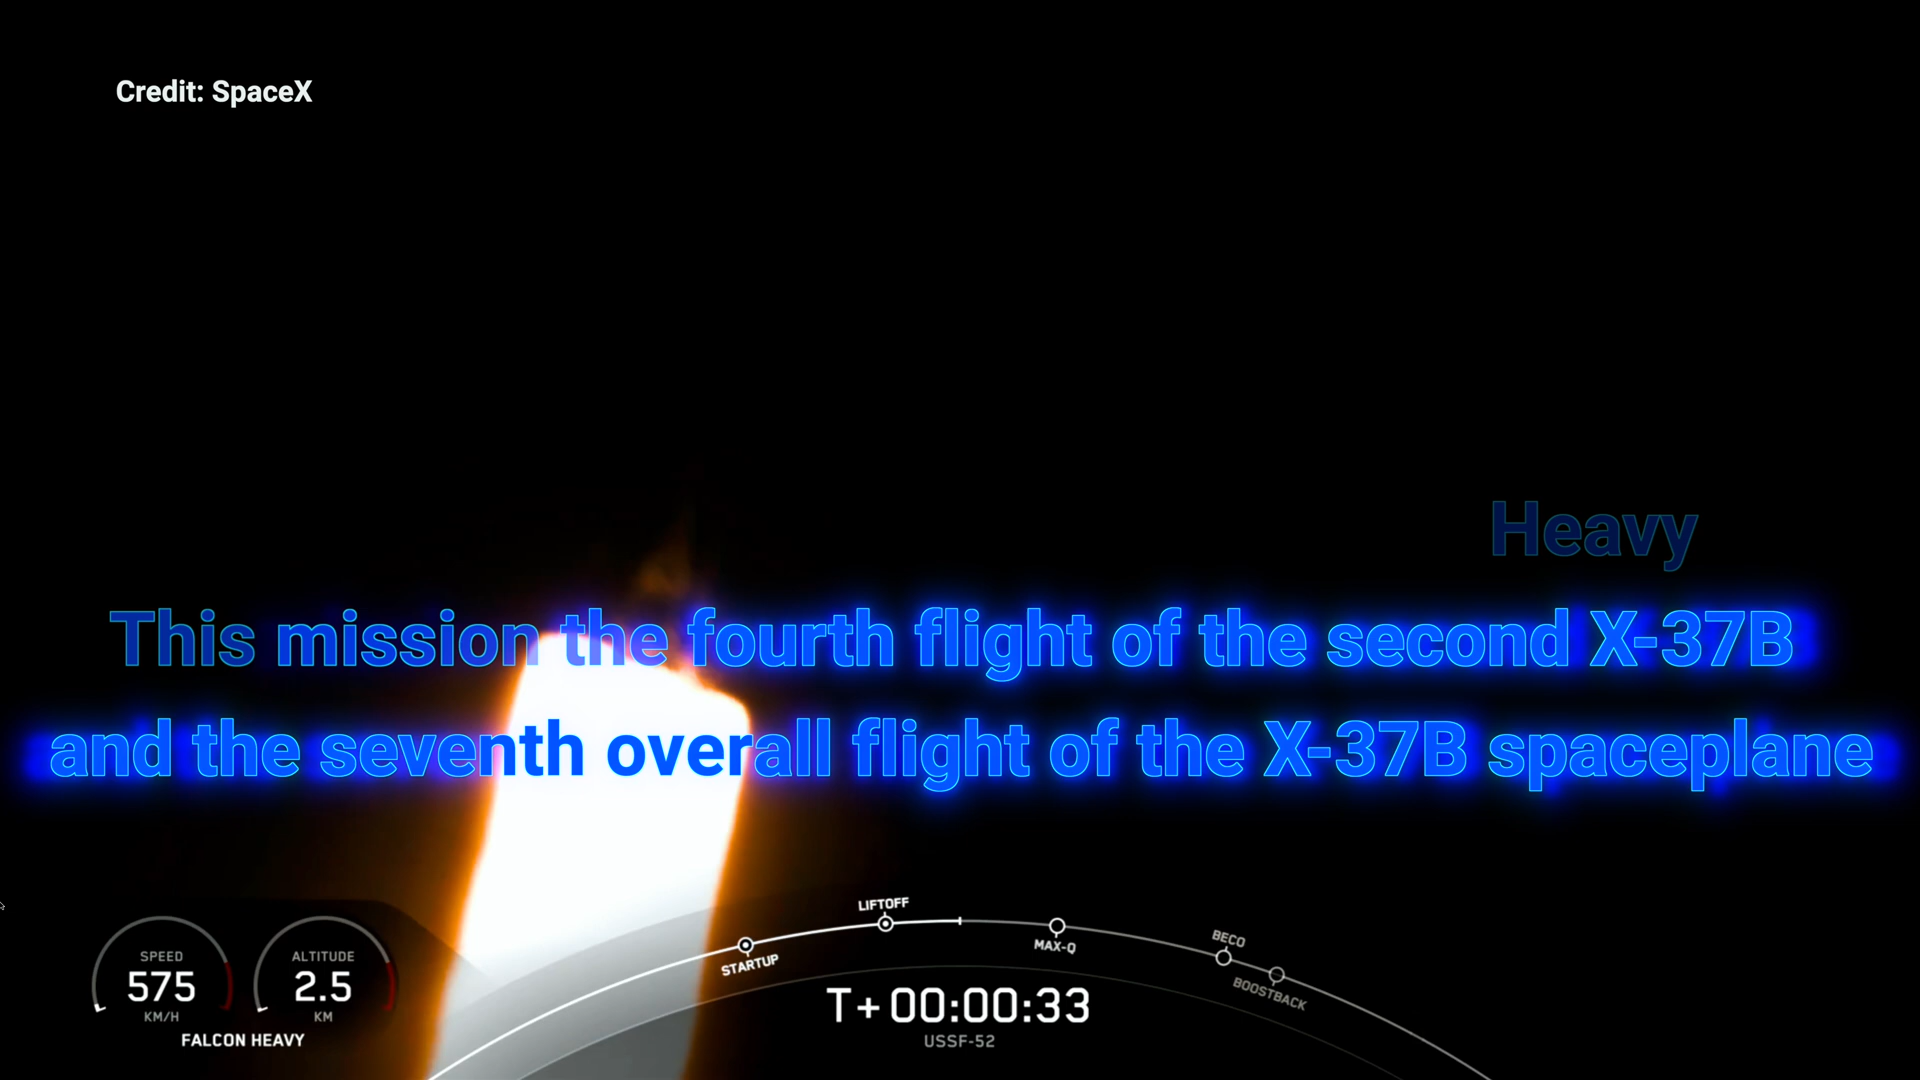 Credit: SpaceX
Heavy
This mission the fourth flight of the second X-37B
and the seventh overall flight of the X-37B spaceplane
LIFTOFF
STARTUP
MAX-Q
BECO
BOOSTBACK
SPEED
575
KM/H
ALTITUDE
2.5
KM
FALCON HEAVY
T+00:00:33
USSF-52